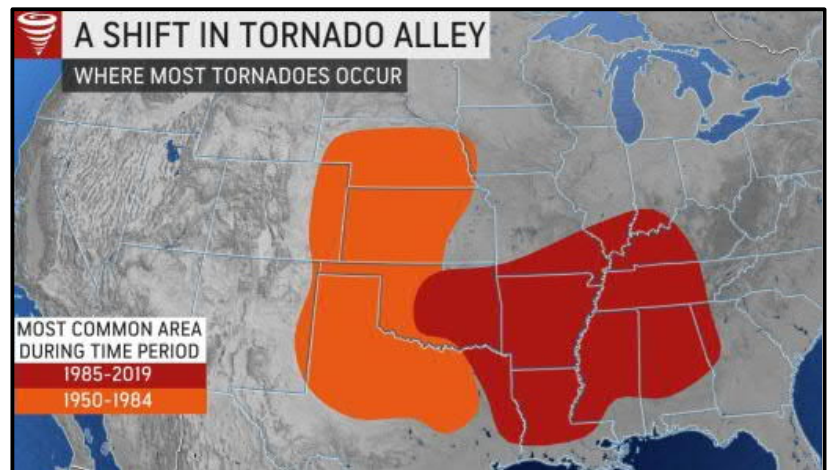 A SHIFT IN TORNADO ALLEY
WHERE MOST TORNADOES OCCUR
MOST COMMON AREA
DURING TIME PERIOD
1985-2019
1950-1984